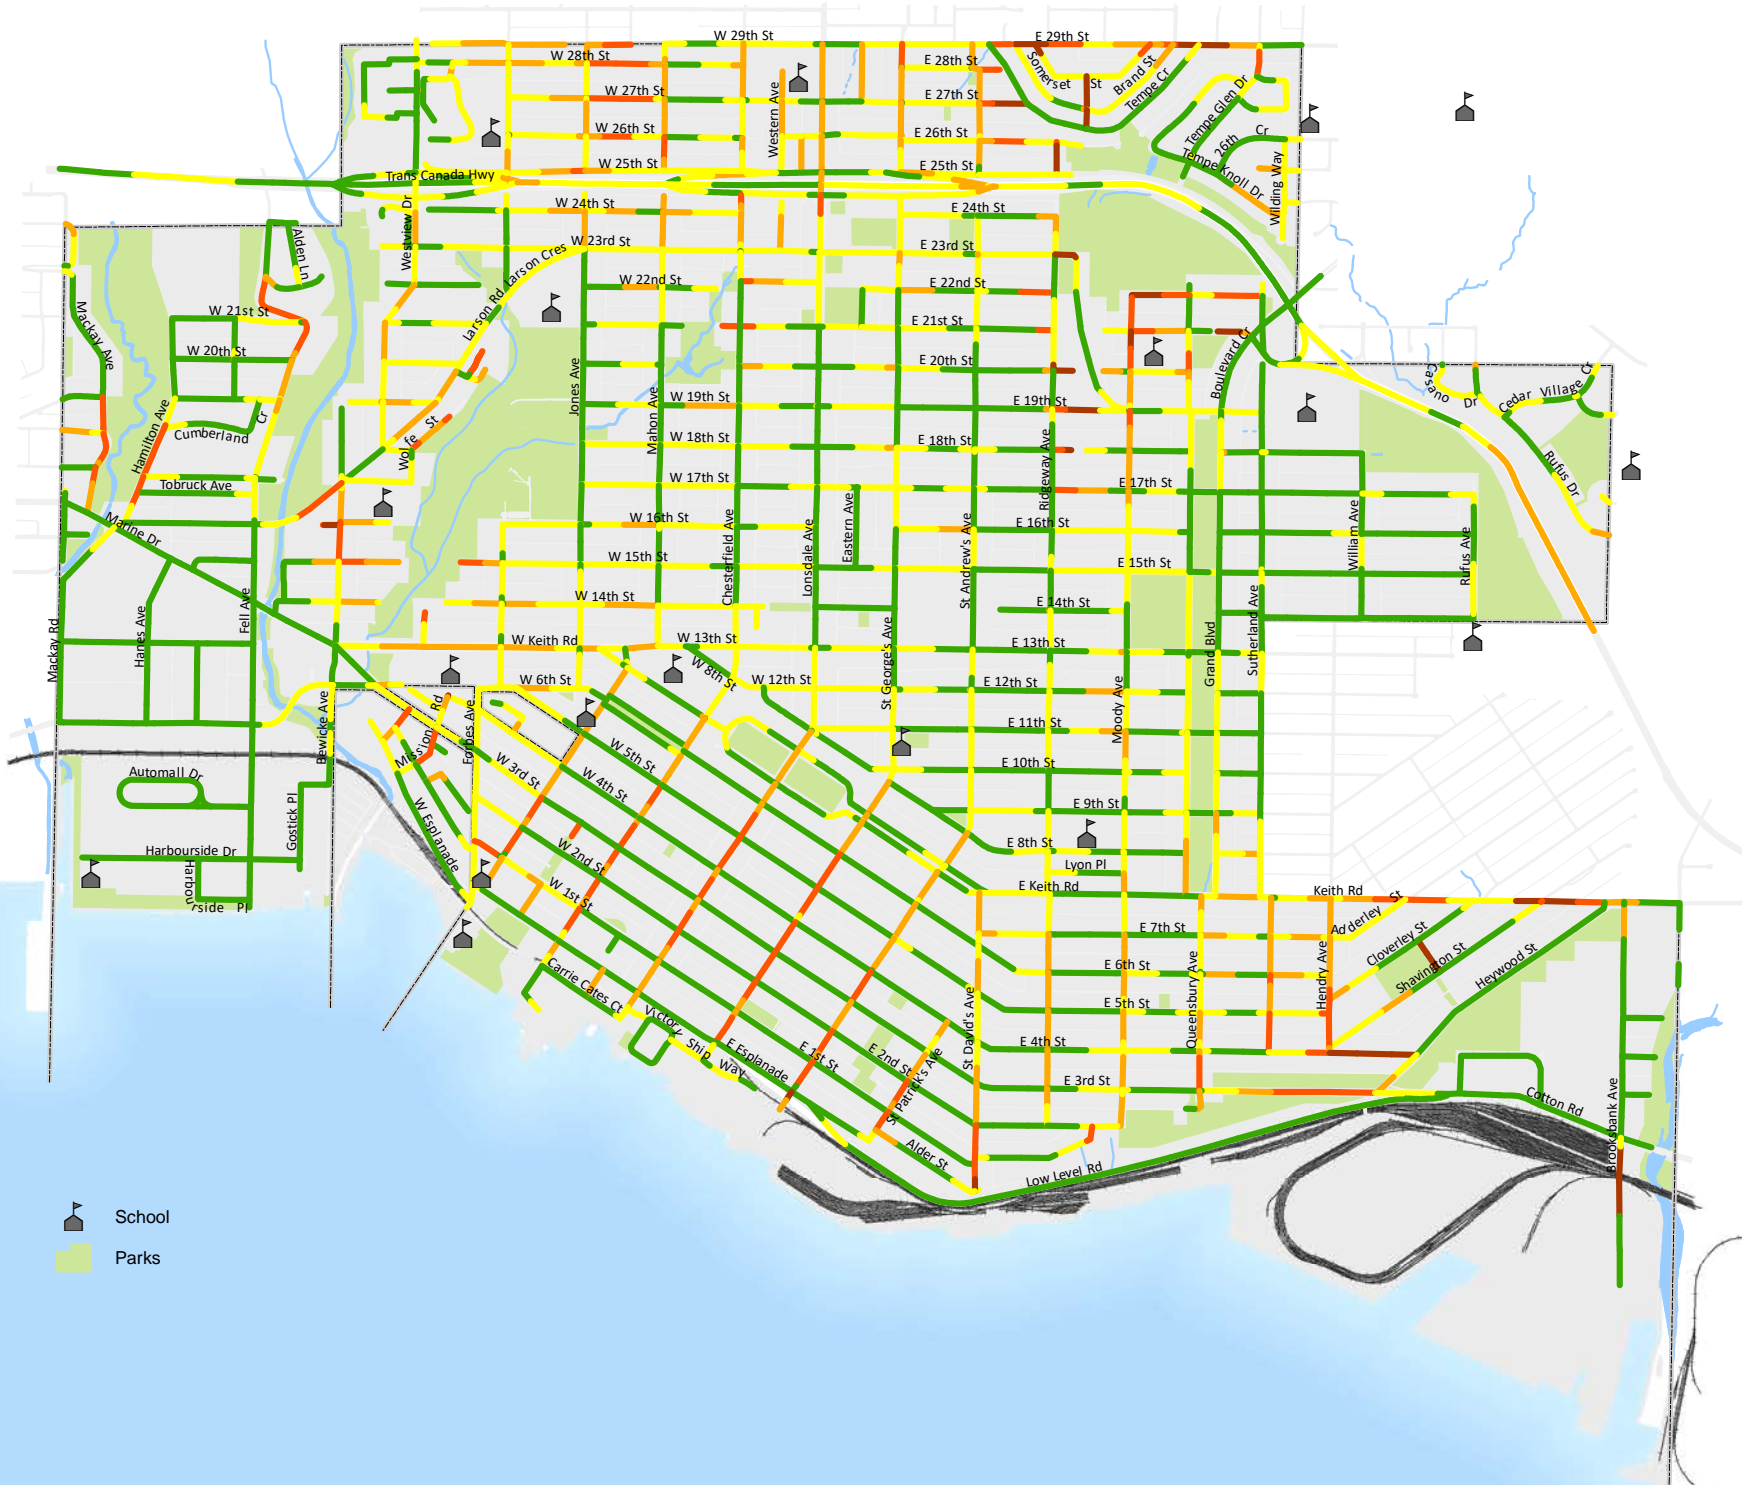 W 29th St
E 29th St
W 28th St
E 28th St
Somerset St
Brand St
Tempe Cr
W 27th St
Western Ave
E 27th St
Tempe Glen Dr
W 26th St
E 26th St
26th Cr
W 25th St
E 25th St
Tempe Knoll Dr
Trans Canada Hwy
Wilding Way
W 24th St
E 24th St
Westview Dr
Alden Ln
W 23rd St
E 23rd St
Larson Rd
Larson Cres
W 22nd St
E 22nd St
Mackay Ave
W 21st St
E 21st St
W 20th St
E 20th St
Boulevard Cr
Casano Dr
Cedar Village Cr
Jones Ave
Mahon Ave
W 19th St
E 19th St
Hamilton Ave
Cumberland Cr
Wolfe St
W 18th St
E 18th St
Ridgeway Ave
Rufus Dr
Tobruck Ave
W 17th St
E 17th St
Marine Dr
W 16th St
Chesterfield Ave
Lonsdale Ave
Eastern Ave
St Andrew's Ave
E 16th St
William Ave
Rufus Ave
W 15th St
E 15th St
Mackay Rd
Hanes Ave
Fell Ave
W 14th St
E 14th St
Grand Blvd
Sutherland Ave
W Keith Rd
W 13th St
St George's Ave
E 13th St
W 8th St
W 6th St
W 12th St
E 12th St
Moody Ave
Bewicke Ave
Mission Rd
Forbes Ave
E 11th St
W 5th St
W 3rd St
W 4th St
E 10th St
Automall Dr
Gostick Pl
W Esplanade
E 9th St
Harbourside Dr
Harbourside Pl
W 2nd St
E 8th St
Lyon Pl
W 1st St
E Keith Rd
Keith Rd
Adderley St
E 7th St
Cloverley St
Shavington St
Heywood St
Hendry Ave
Carrie Cates Ct
E 6th St
Queensbury Ave
St David's Ave
E 5th St
Victory Ship Way
E Esplanade
E 1st St
E 2nd St
St Patrick's Ave
E 4th St
E 3rd St
Cotton Rd
Brooksbank Ave
Alder St
Low Level Rd
School
Parks